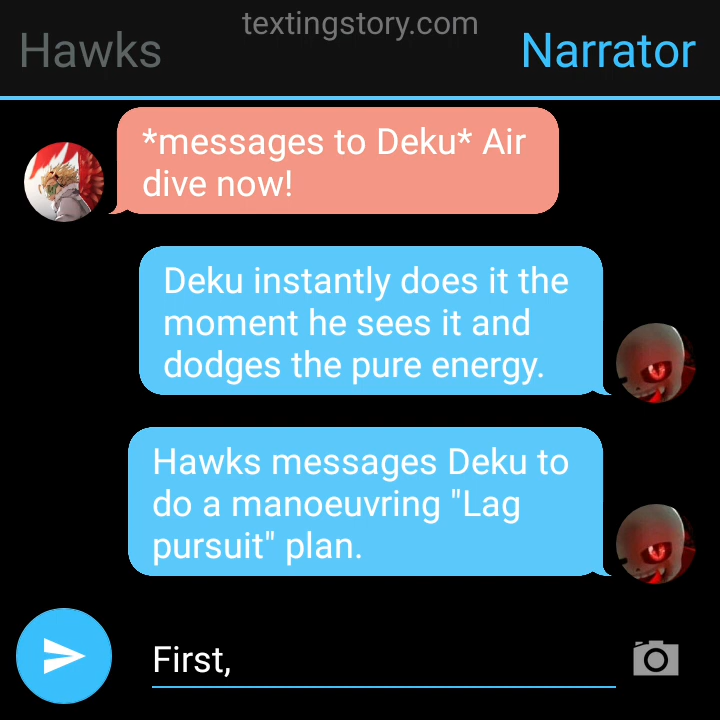 textingstory.com
Hawks
Narrator
*messages to Deku* Air
dive now!
Deku instantly does it the
moment he sees it and
dodges the pure energy.
Hawks messages Deku to
do a manoeuvring "Lag
pursuit" plan.
First,